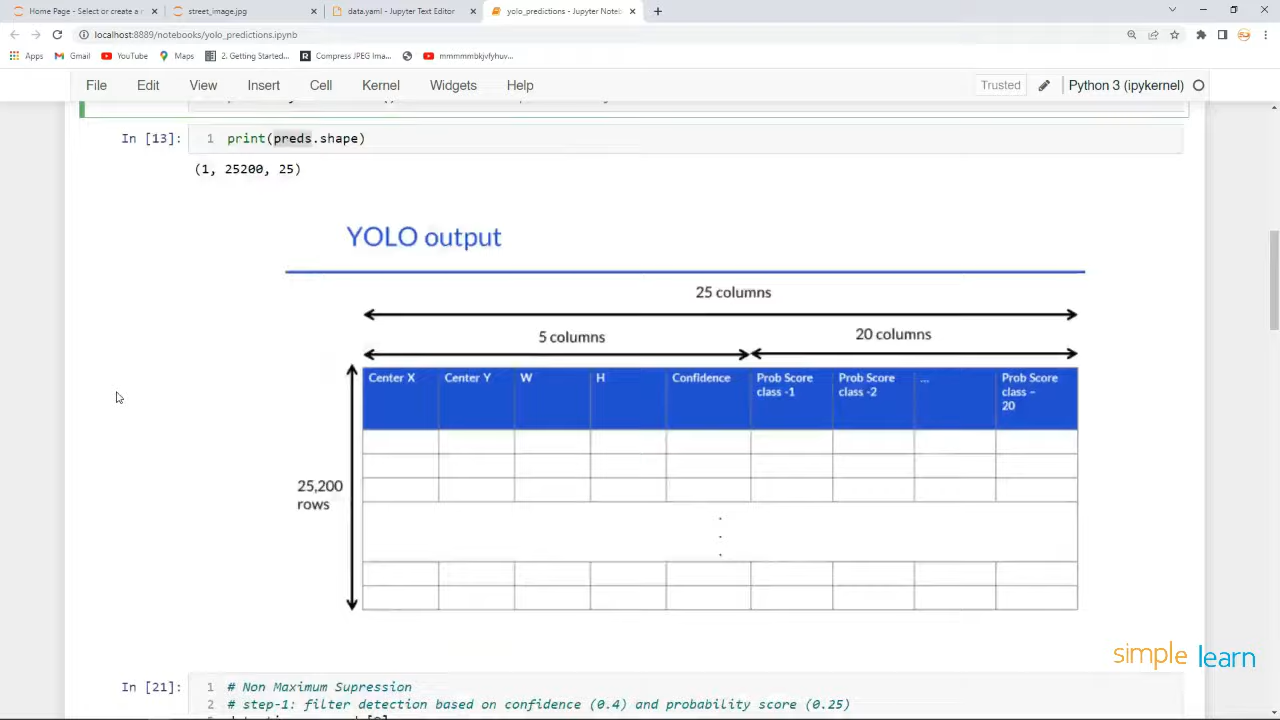 Home Page - Select or create a n
street_image.jpg
data.yaml - Jupyter Text Editor
yolo_predictions - Jupyter Noteb
localhost:8889/notebooks/yolo_predictions.ipynb
Apps
Gmail
YouTube
Maps
2. Getting Started...
Compress JPEG Ima...
mmmmmbkjvfyhuv...
File Edit View Insert Cell Kernel Widgets Help
Trusted
Python 3 (ipykernel)
In [13]:
1 print(preds.shape)
(1, 25200, 25)
YOLO output
25 columns
5 columns
20 columns
Center X
Center Y
W
H
Confidence
Prob Score
class -1
Prob Score
class -2
...
Prob Score
class –
20
25,200
rows
simplelearn
In [21]:
1 # Non Maximum Supression
2 # step-1: filter detection based on confidence (0.4) and probability score (0.25)